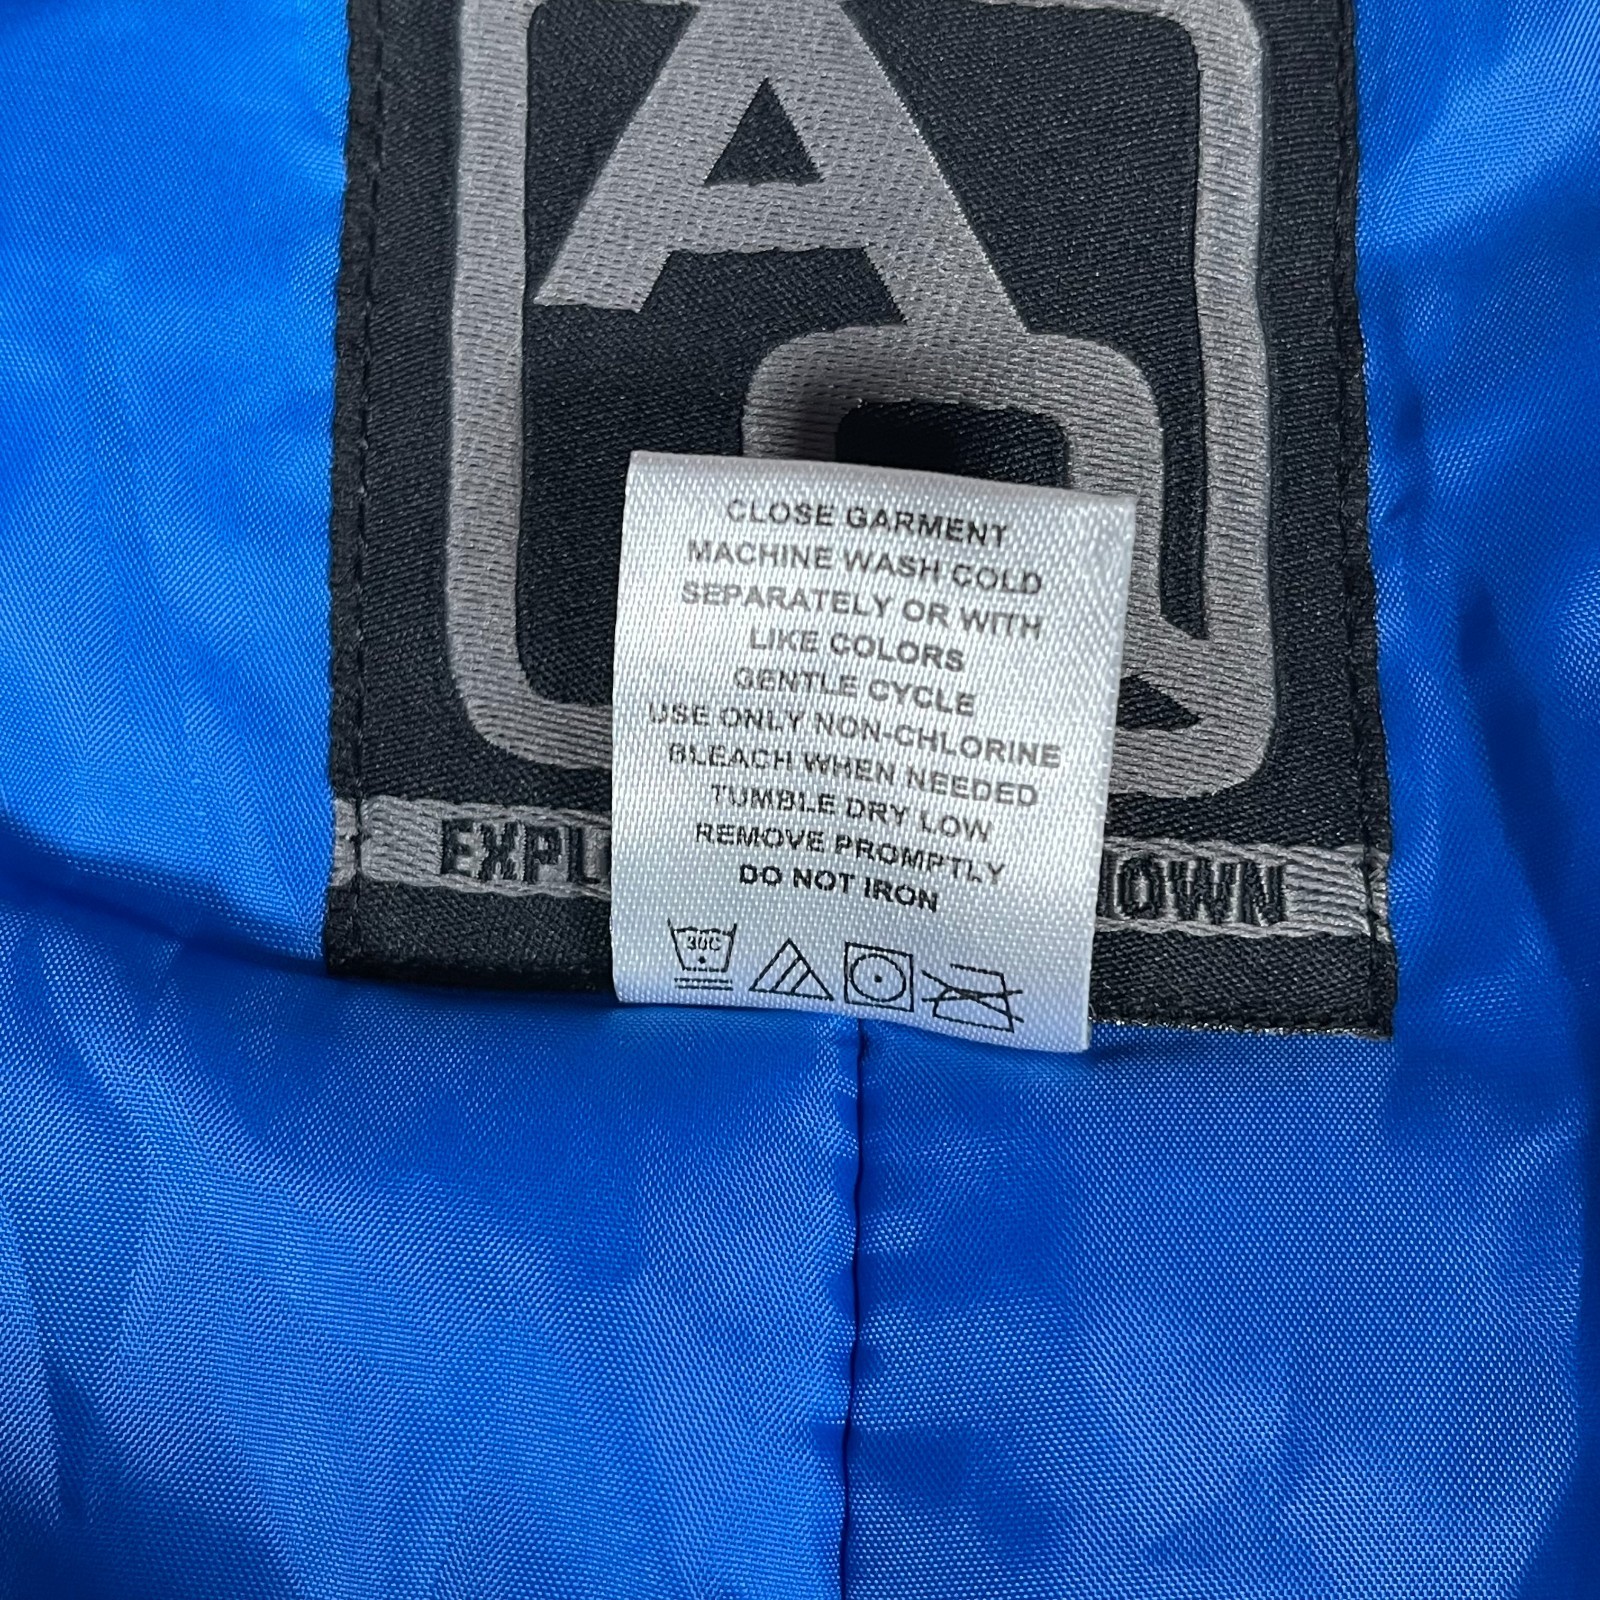 AQ
CLOSE GARMENT
MACHINE WASH COLD
SEPARATELY OR WITH
LIKE COLORS
GENTLE CYCLE
USE ONLY NON-CHLORINE
BLEACH WHEN NEEDED
TUMBLE DRY LOW
REMOVE PROMPTLY
DO NOT IRON
30C